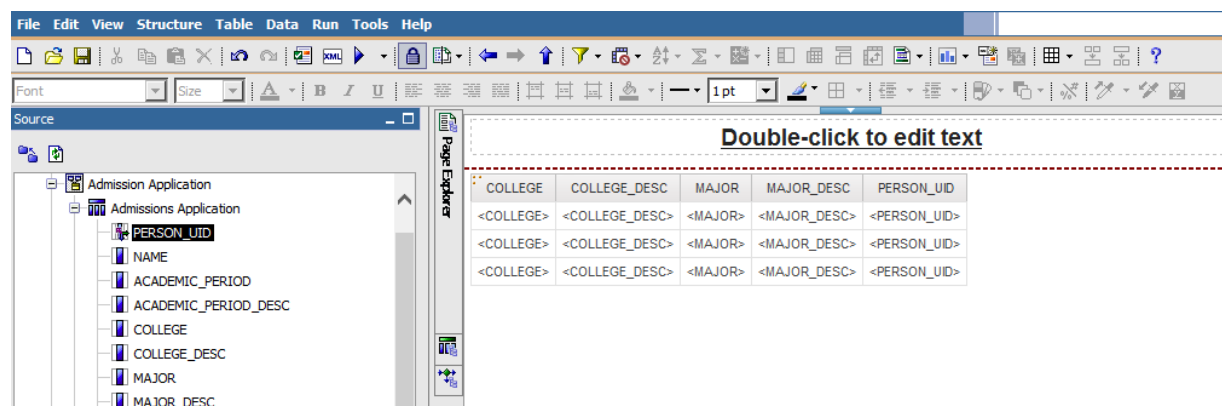 File Edit View Structure Table Data Run Tools Help
Font Size A B I U 1 pt
Source
Page Explorer
Double-click to edit text
Admission Application
Admissions Application
PERSON_UID
NAME
ACADEMIC_PERIOD
ACADEMIC_PERIOD_DESC
COLLEGE
COLLEGE_DESC
MAJOR
MAJOR_DESC
COLLEGE COLLEGE_DESC MAJOR MAJOR_DESC PERSON_UID
<COLLEGE> <COLLEGE_DESC> <MAJOR> <MAJOR_DESC> <PERSON_UID>
<COLLEGE> <COLLEGE_DESC> <MAJOR> <MAJOR_DESC> <PERSON_UID>
<COLLEGE> <COLLEGE_DESC> <MAJOR> <MAJOR_DESC> <PERSON_UID>